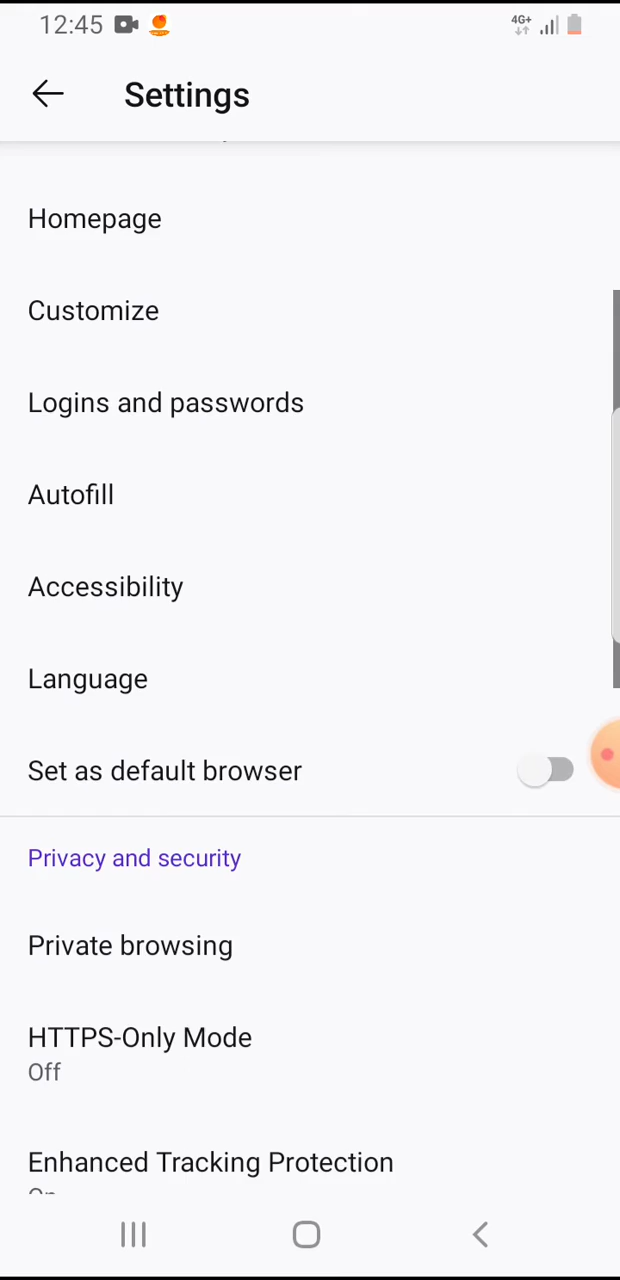 12:45
4G+
Settings
Homepage
Customize
Logins and passwords
Autofill
Accessibility
Language
Set as default browser
Privacy and security
Private browsing
HTTPS-Only Mode
Off
Enhanced Tracking Protection